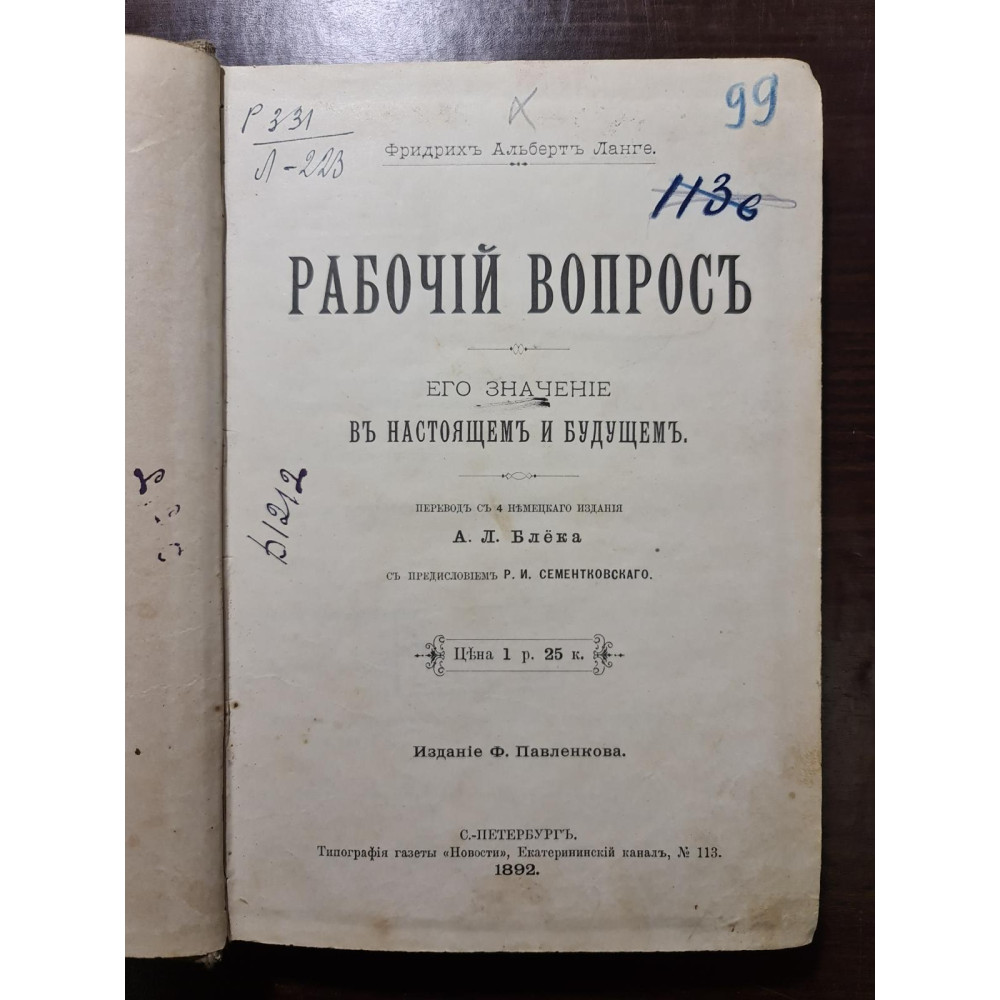 Р 331
Л-223
99
Фридрихъ Альбертъ Ланге.
113в
РАБОЧІЙ ВОПРОСЪ
ЕГО ЗНАЧЕНІЕ
ВЪ НАСТОЯЩЕМЪ И БУДУЩЕМЪ.
ПЕРЕВОДЪ СЪ 4 НѢМЕЦКАГО ИЗДАНІЯ
А. Л. Блёка
СЪ ПРЕДИСЛОВІЕМЪ Р. И. СЕМЕНТКОВСКАГО.
Цѣна 1 р. 25 к.
Изданіе Ф. Павленкова.
С.-ПЕТЕРБУРГЪ.
Типографія газеты «Новости», Екатерининскій каналъ, № 113.
1892.